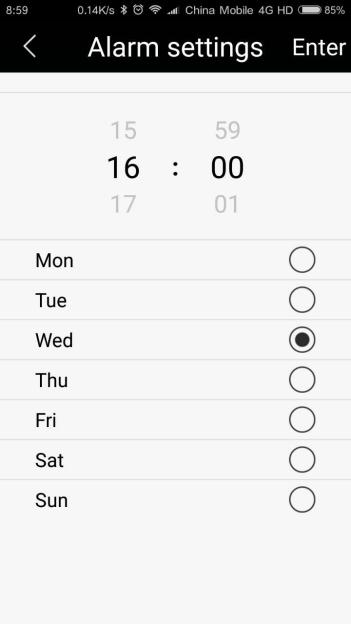 8:59 0.14K/s China Mobile 4G HD 85%
Alarm settings Enter
15 59
16 : 00
17 01
Mon
Tue
Wed
Thu
Fri
Sat
Sun